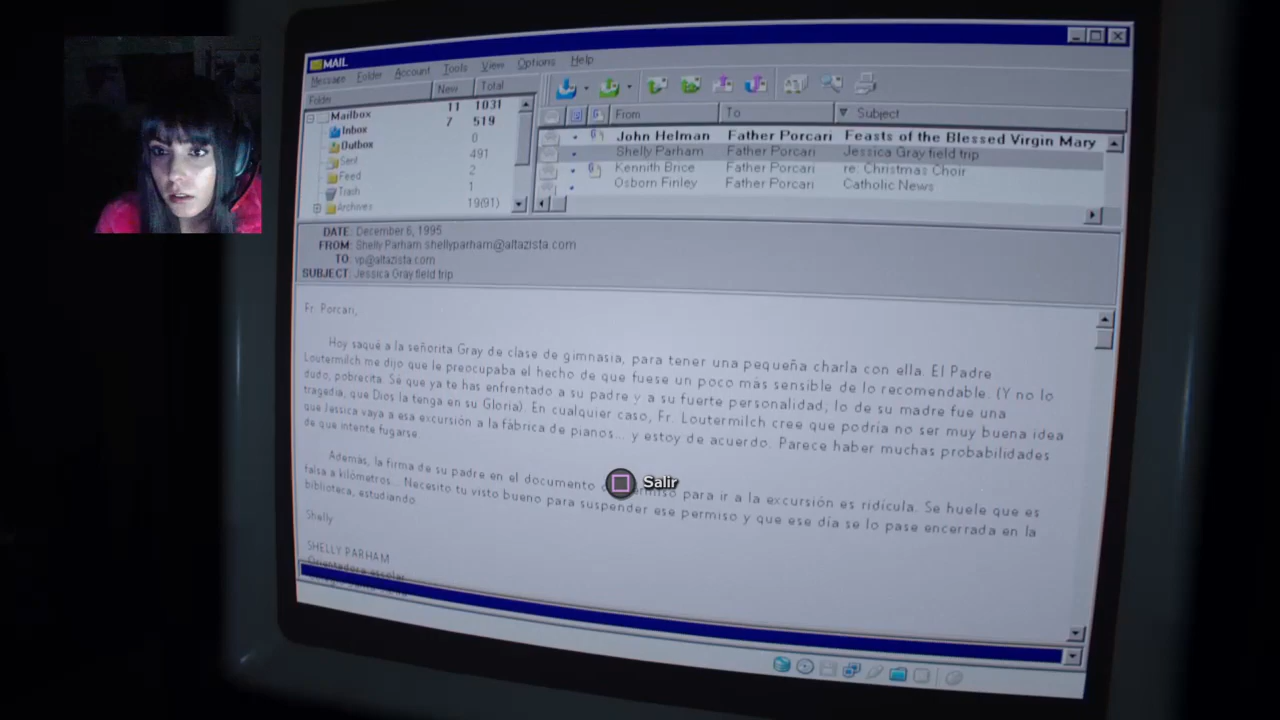 MAIL
Message Folder Account Tools View Options Help
Folder New Total
Mailbox 11 1031
Inbox 7 519
Outbox 0
Sent 491
Feed 2
Trash 1
Archives 19(91)
From To Subject
John Helman Father Porcari Feasts of the Blessed Virgin Mary
Shelly Parham Father Porcari Jessica Gray field trip
Kennith Brice Father Porcari re: Christmas Choir
Osborn Finley Father Porcari Catholic News
DATE: December 6, 1995
FROM: Shelly Parham shellyparham@altazista.com
TO: vp@altazista.com
SUBJECT: Jessica Gray field trip
Fr. Porcari,
Hoy saqué a la señorita Gray de clase de gimnasia, para tener una pequeña charla con ella. El Padre
Loutermilch me dijo que le preocupaba el hecho de que fuese un poco más sensible de lo recomendable. (Y no lo
dudo, pobrecita. Sé que ya te has enfrentado a su padre y a su fuerte personalidad, lo de su madre fue una
tragedia, que Dios la tenga en su Gloria). En cualquier caso, Fr. Loutermilch cree que podría no ser muy buena idea
que Jessica vaya a esa excursión a la fábrica de pianos... y estoy de acuerdo. Parece haber muchas probabilidades
de que intente fugarse.
Además, la firma de su padre en el documento permiso para ir a la excursión es ridícula. Se huele que es
falsa a kilómetros... Necesito tu visto bueno para suspender ese permiso y que ese día se lo pase encerrada en la
biblioteca, estudiando.
Salir
Shelly
SHELLY PARHAM
Orientadora escolar